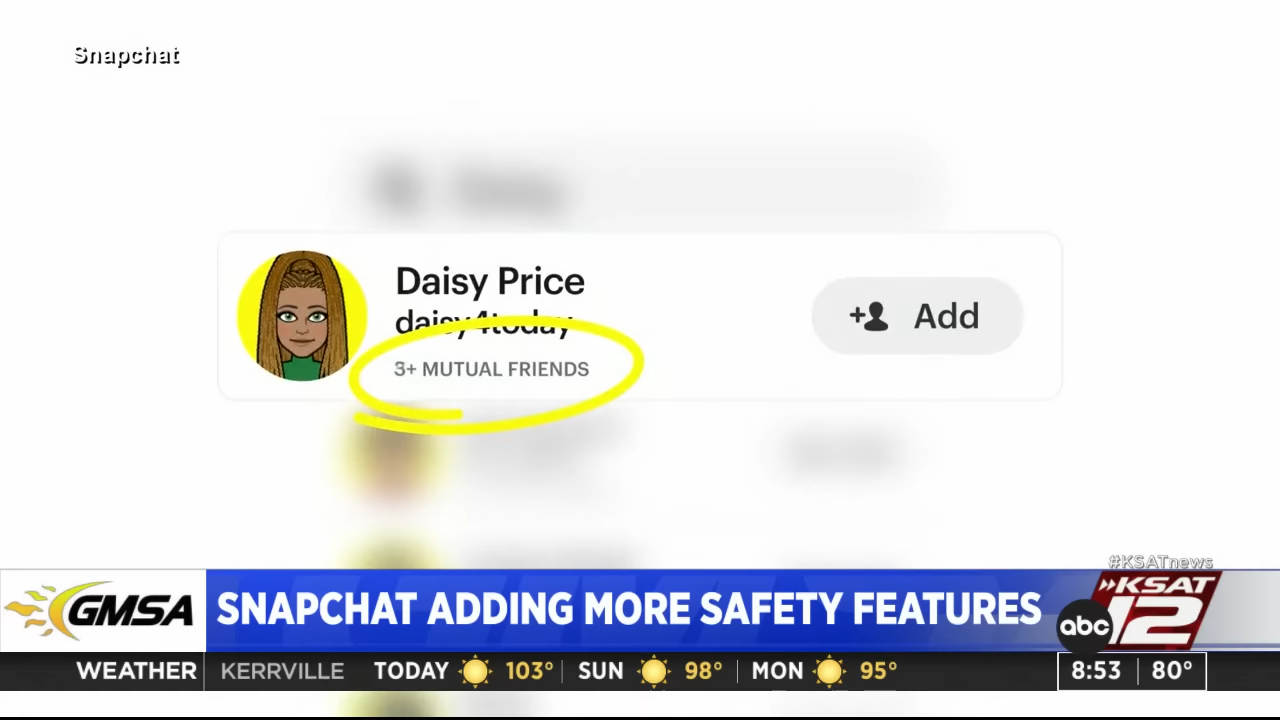 Snapchat
Daisy Price
daisy4today
3+ MUTUAL FRIENDS
Add
#KSATnews
GMSA
SNAPCHAT ADDING MORE SAFETY FEATURES
KSAT
abc 12
WEATHER KERRVILLE TODAY 103° SUN 98° MON 95° 8:53 80°